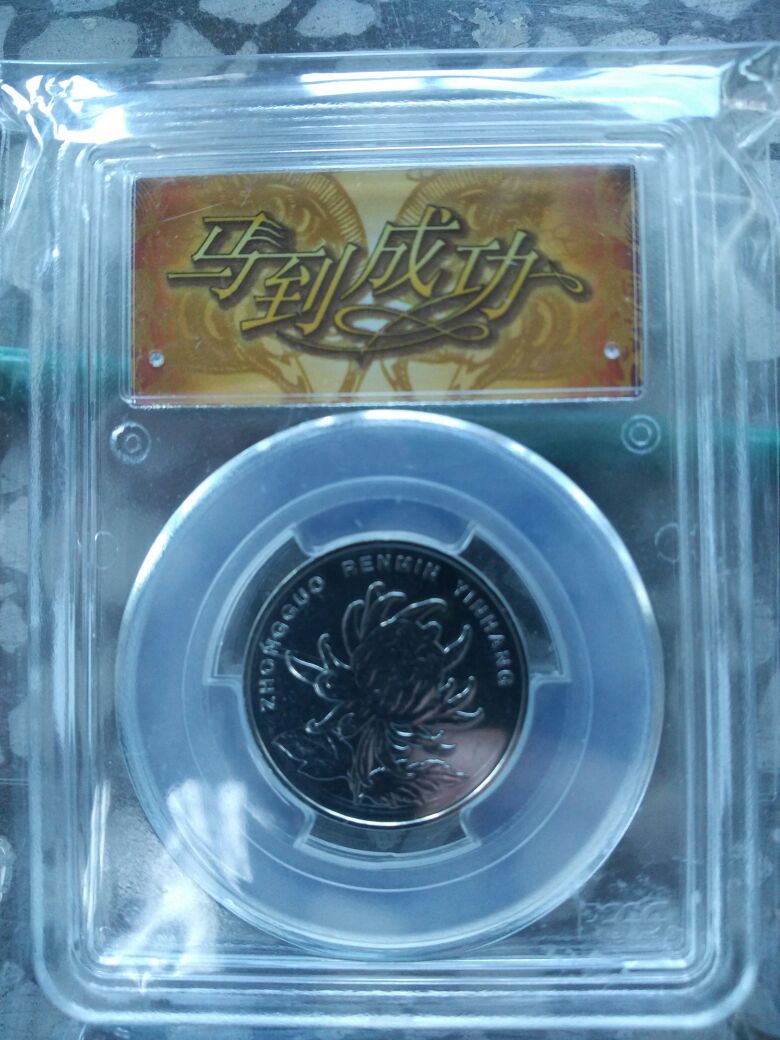 马到成功
ZHONGGUO RENMIN YINHANG